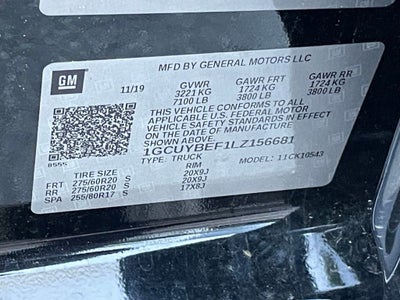 MFD BY GENERAL MOTORS LLC
GM
11/19
GVWR GAWR FRT GAWR RR
3221 KG 1724 KG 1724 KG
7100 LB 3800 LB 3800 LB
THIS VEHICLE CONFORMS TO ALL
APPLICABLE U.S. FEDERAL MOTOR
VEHICLE SAFETY STANDARDS IN EFFECT
ON THE DATE OF MANUFACTURE
SHOWN ABOVE.
1GCUYBEF1LZ156681
8555
TYPE: TRUCK MODEL: 11CK10543
TIRE SIZE RIM
FRT 275/60R20 S 20X9J
RR 275/60R20 S 20X9J
SPA 255/80R17 S 17X8J